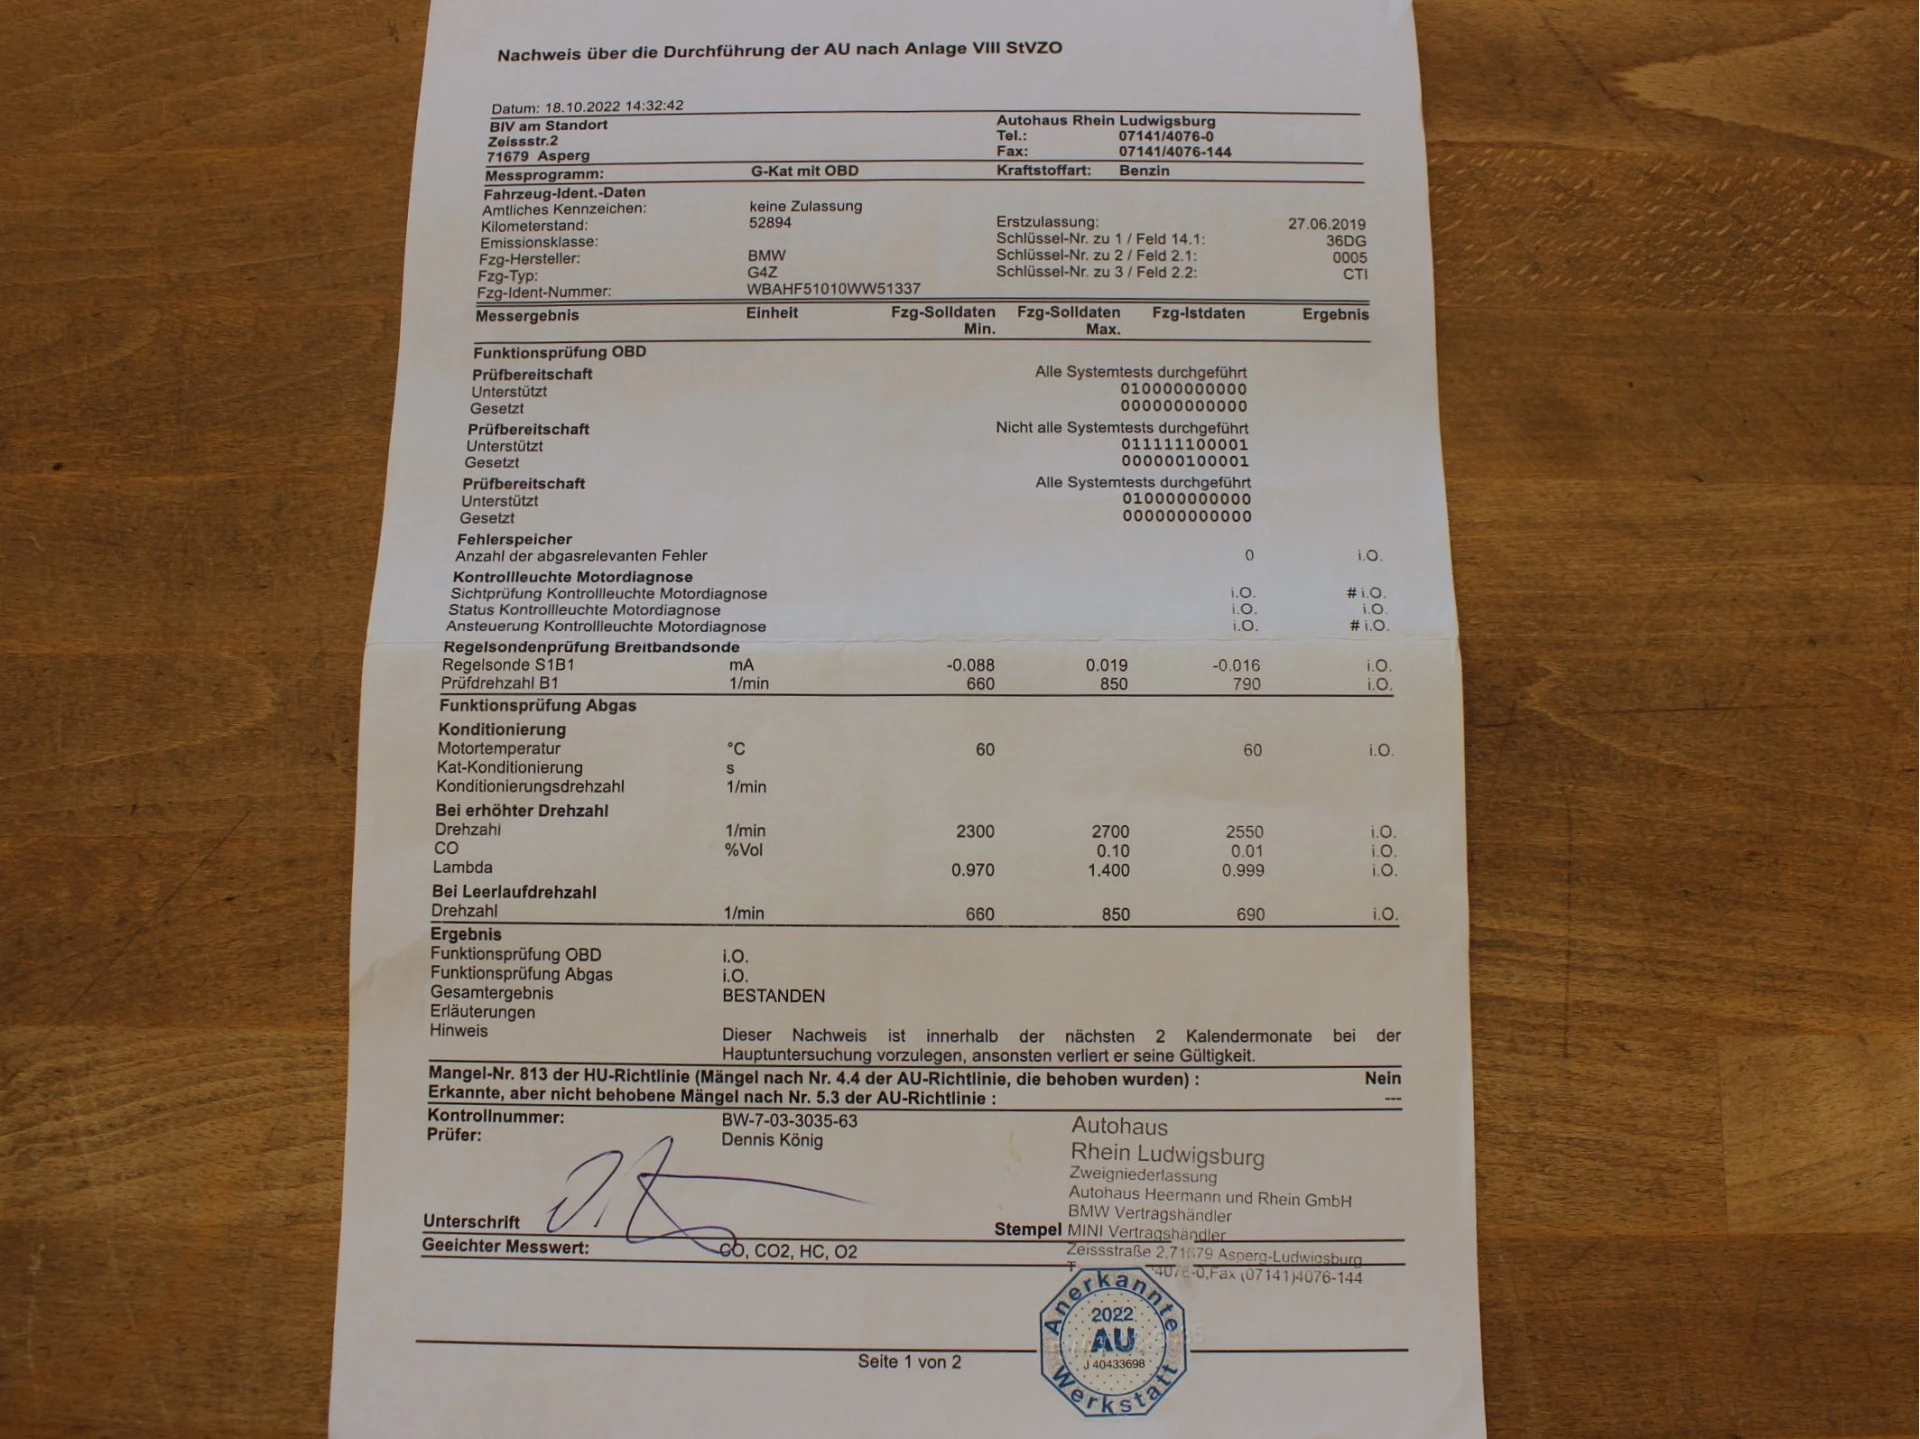 Nachweis über die Durchführung der AU nach Anlage VIII StVZO
Datum: 18.10.2022 14:32:42
BIV am Standort Autohaus Rhein Ludwigsburg
Zeissstr.2 Tel.: 07141/4076-0
71679 Asperg Fax: 07141/4076-144
Messprogramm: G-Kat mit OBD Kraftstoffart: Benzin
Fahrzeug-Ident.-Daten
Amtliches Kennzeichen: keine Zulassung
Kilometerstand: 52894 Erstzulassung: 27.06.2019
Emissionsklasse: Schlüssel-Nr. zu 1 / Feld 14.1: 36DG
Fzg-Hersteller: BMW Schlüssel-Nr. zu 2 / Feld 2.1: 0005
Fzg-Typ: G4Z Schlüssel-Nr. zu 3 / Feld 2.2: CTI
Fzg-Ident-Nummer: WBAHF51010WW51337
Messergebnis Einheit Fzg-Solldaten Fzg-Solldaten Fzg-Istdaten Ergebnis
Min. Max.
Funktionsprüfung OBD
Prüfbereitschaft Alle Systemtests durchgeführt
Unterstützt 010000000000
Gesetzt 000000000000
Prüfbereitschaft Nicht alle Systemtests durchgeführt
Unterstützt 011111100001
Gesetzt 000000100001
Prüfbereitschaft Alle Systemtests durchgeführt
Unterstützt 010000000000
Gesetzt 000000000000
Fehlerspeicher
Anzahl der abgasrelevanten Fehler 0 i.O.
Kontrollleuchte Motordiagnose
Sichtprüfung Kontrollleuchte Motordiagnose i.O. # i.O.
Status Kontrollleuchte Motordiagnose i.O. i.O.
Ansteuerung Kontrollleuchte Motordiagnose i.O. # i.O.
Regelsondenprüfung Breitbandsonde
Regelsonde S1B1 mA -0.088 0.019 -0.016 i.O.
Prüfdrehzahl B1 1/min 660 850 790 i.O.
Funktionsprüfung Abgas
Konditionierung
Motortemperatur °C 60 60 i.O.
Kat-Konditionierung s
Konditionierungsdrehzahl 1/min
Bei erhöhter Drehzahl
Drehzahl 1/min 2300 2700 2550 i.O.
CO %Vol 0.10 0.01 i.O.
Lambda 0.970 1.400 0.999 i.O.
Bei Leerlaufdrehzahl
Drehzahl 1/min 660 850 690 i.O.
Ergebnis
Funktionsprüfung OBD i.O.
Funktionsprüfung Abgas i.O.
Gesamtergebnis BESTANDEN
Erläuterungen
Hinweis Dieser Nachweis ist innerhalb der nächsten 2 Kalendermonate bei der
Hauptuntersuchung vorzulegen, ansonsten verliert er seine Gültigkeit.
Mangel-Nr. 813 der HU-Richtlinie (Mängel nach Nr. 4.4 der AU-Richtlinie, die behoben wurden) : Nein
Erkannte, aber nicht behobene Mängel nach Nr. 5.3 der AU-Richtlinie : ---
Kontrollnummer: BW-7-03-3035-63
Prüfer: Dennis König
Autohaus
Rhein Ludwigsburg
Zweigniederlassung
Autohaus Heermann und Rhein GmbH
BMW Vertragshändler
Unterschrift Stempel MINI Vertragshändler
Geeichter Messwert: CO, CO2, HC, O2
Zeissstraße 2,71679 Asperg-Ludwigsburg
4076-0,Fax (07141)4076-144
Anerkannte
2022
AU
J 40433698
Werkstatt
Seite 1 von 2